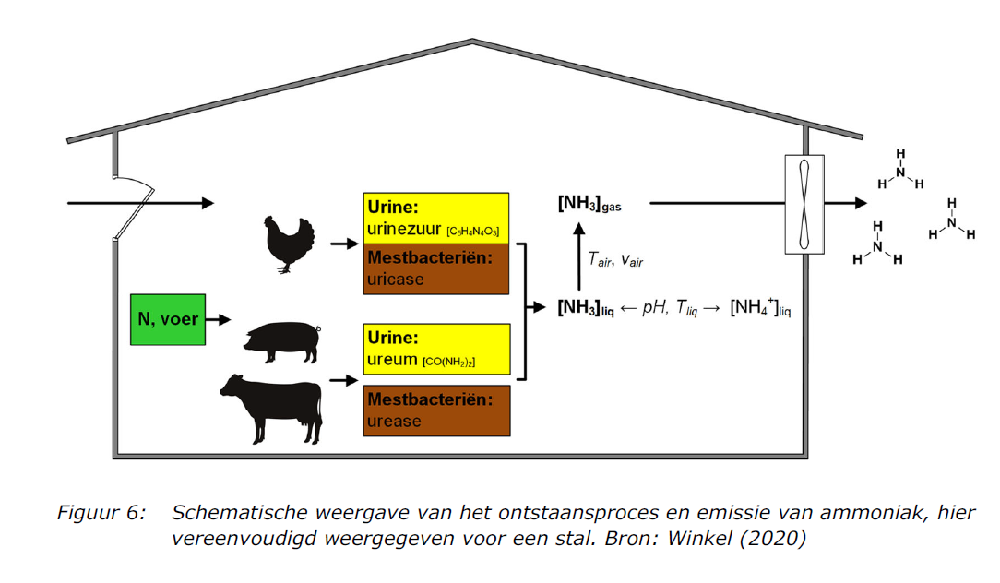 H
N
H H
H
N
H H
H
N
H H
Urine:
urinezuur [C₅H₄N₄O₃]
Mestbacteriën:
uricase
[NH₃]gas
Tair, vair
N, voer
[NH₃]liq ← pH, Tliq → [NH₄⁺]liq
Urine:
ureum [CO(NH₂)₂]
Mestbacteriën:
urease
Figuur 6: Schematische weergave van het ontstaansproces en emissie van ammoniak, hier
vereenvoudigd weergegeven voor een stal. Bron: Winkel (2020)